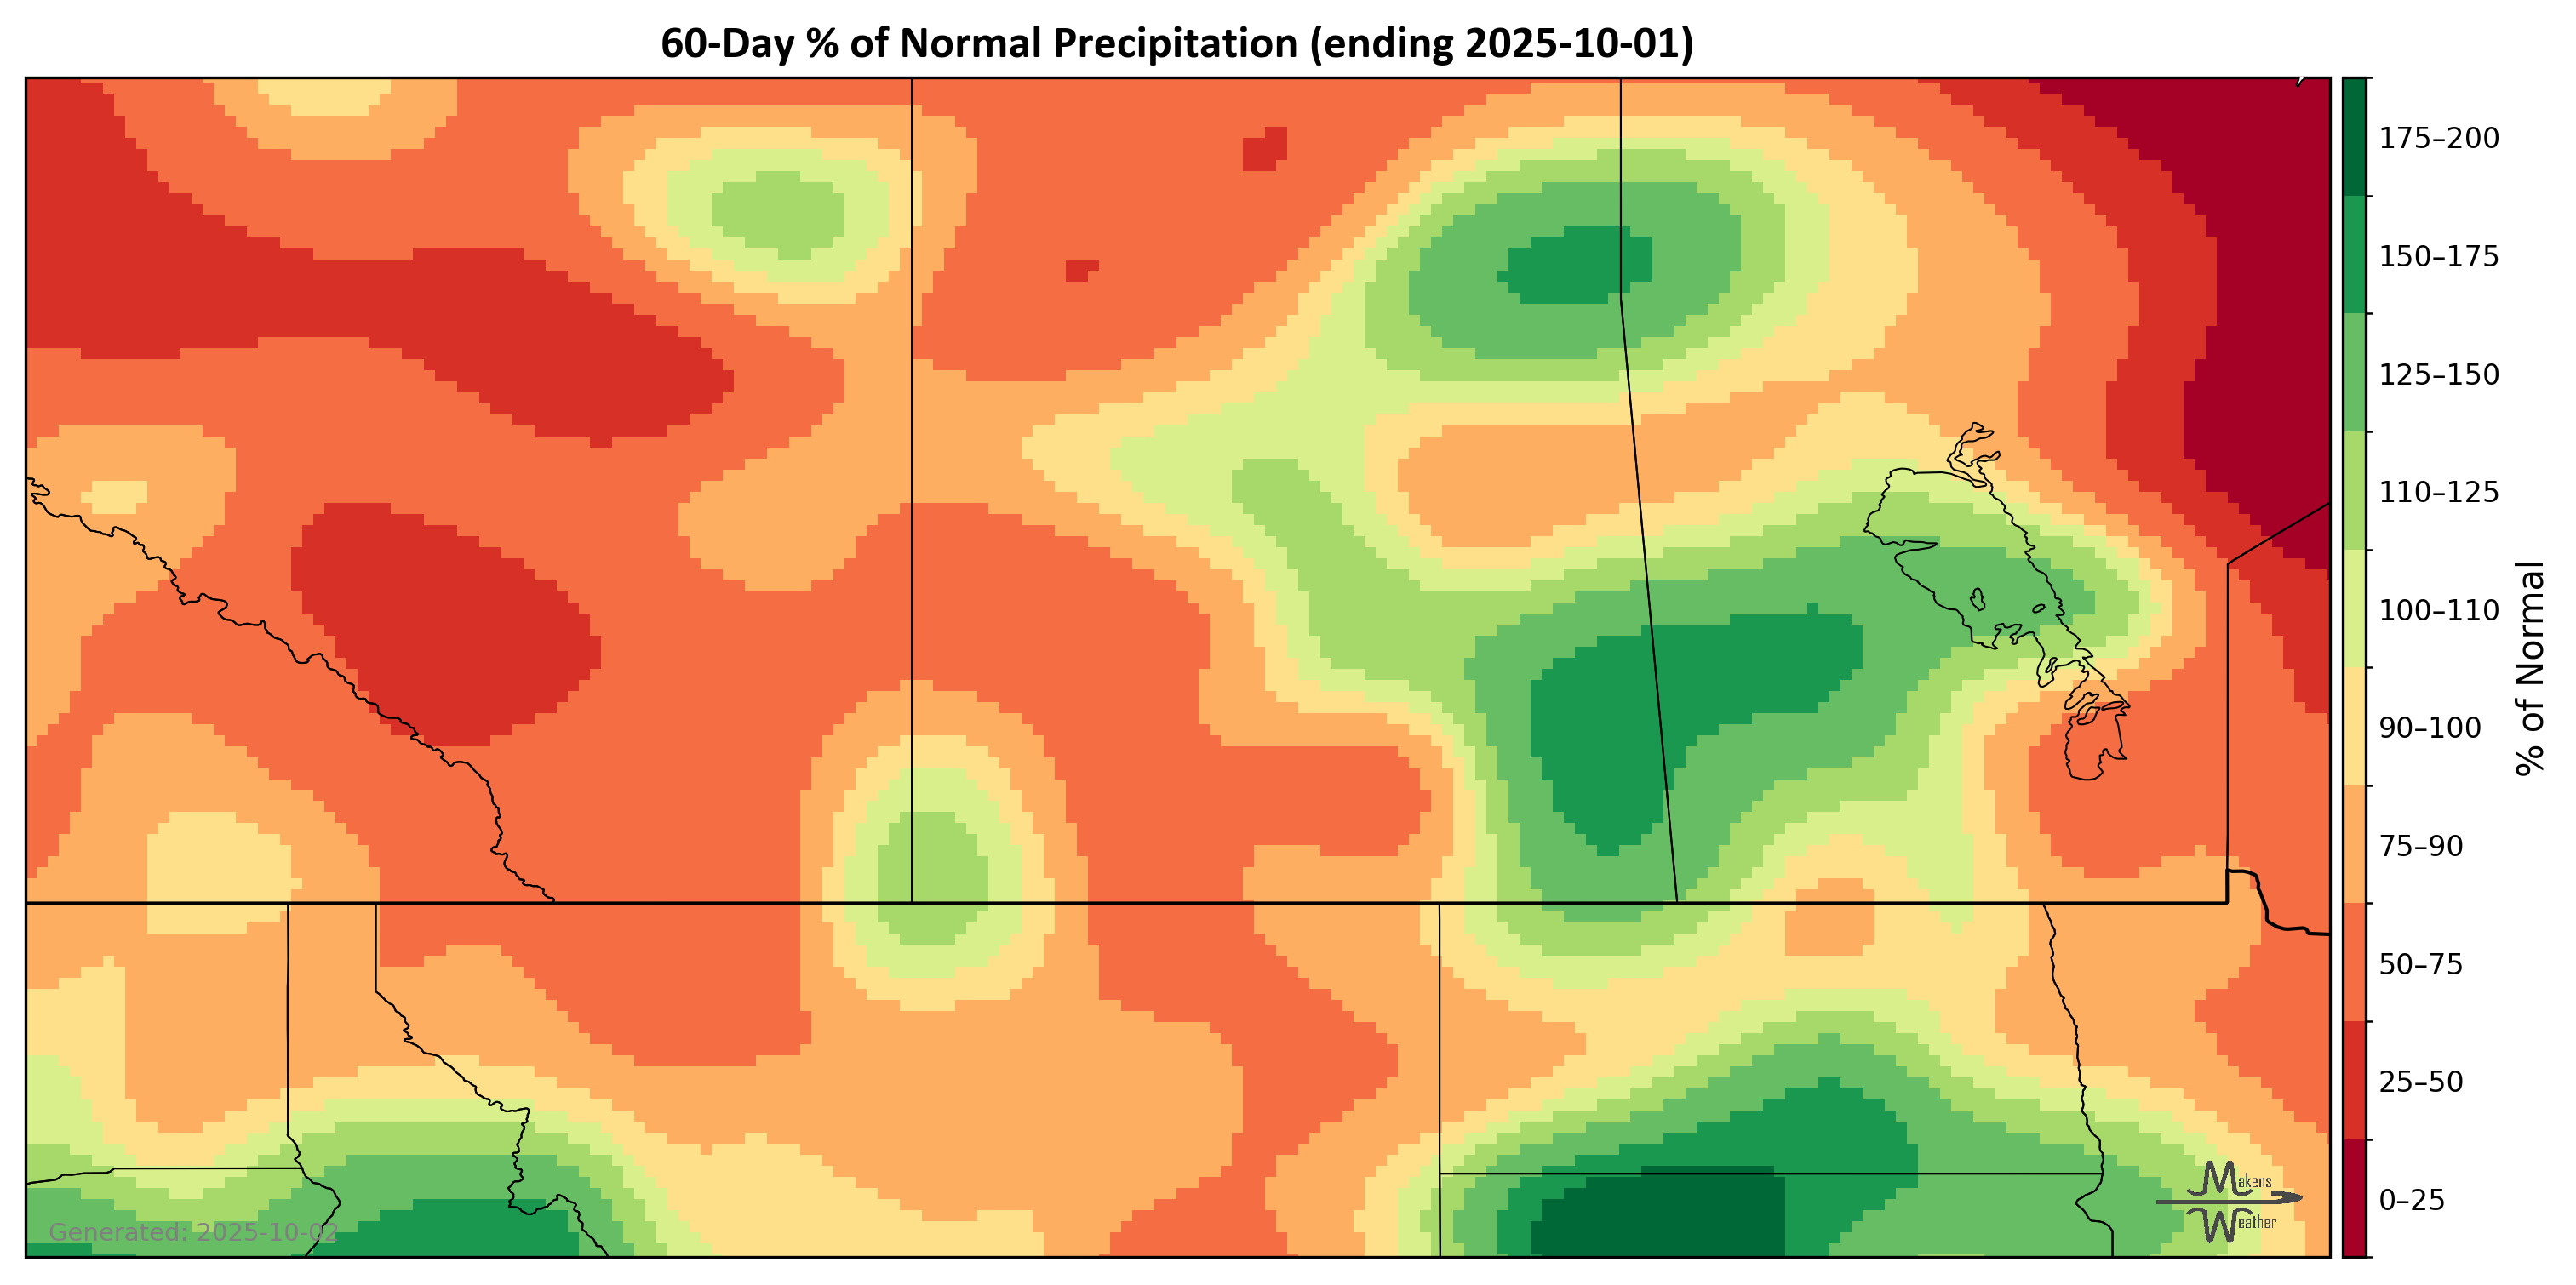 60-Day % of Normal Precipitation (ending 2025-10-01)
175–200
150–175
125–150
110–125
100–110
90–100
75–90
50–75
25–50
0–25
% of Normal
Makens
Weather
Generated: 2025-10-02